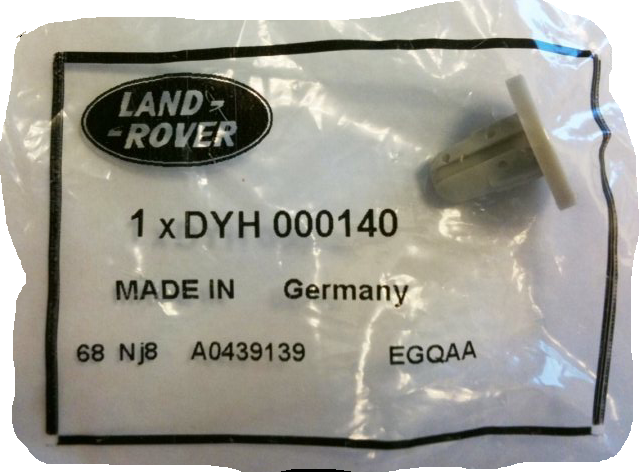 LAND-
-ROVER
1 x DYH 000140
MADE IN Germany
68 Nj8 A0439139 EGQAA